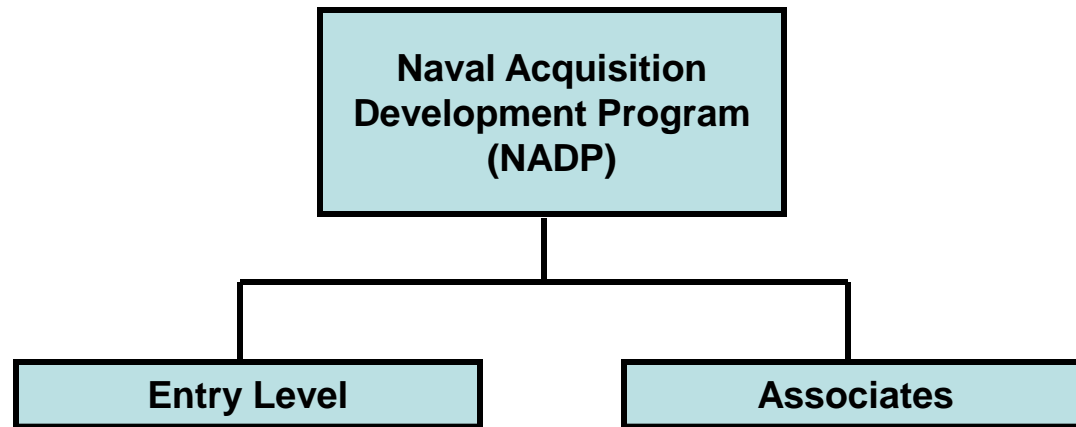 Naval Acquisition
Development Program
(NADP)
Entry Level
Associates